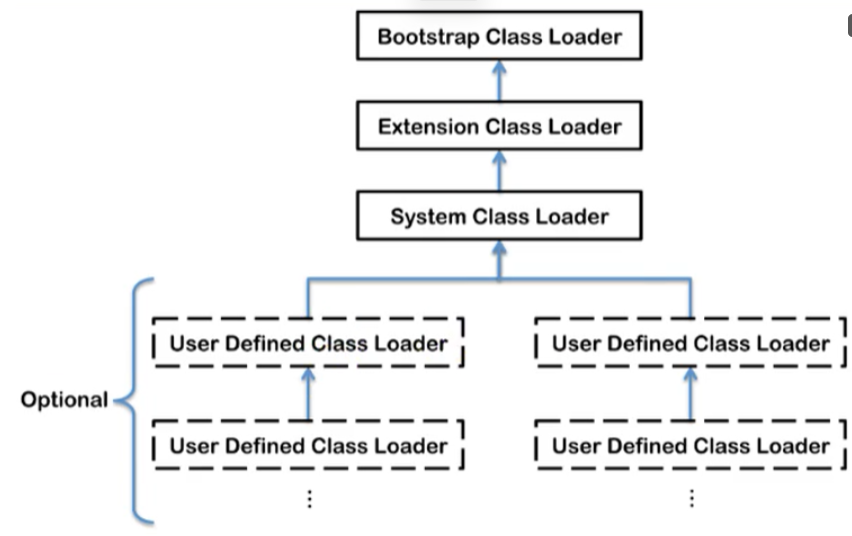 Bootstrap Class Loader
Extension Class Loader
System Class Loader
User Defined Class Loader
User Defined Class Loader
Optional
User Defined Class Loader
User Defined Class Loader